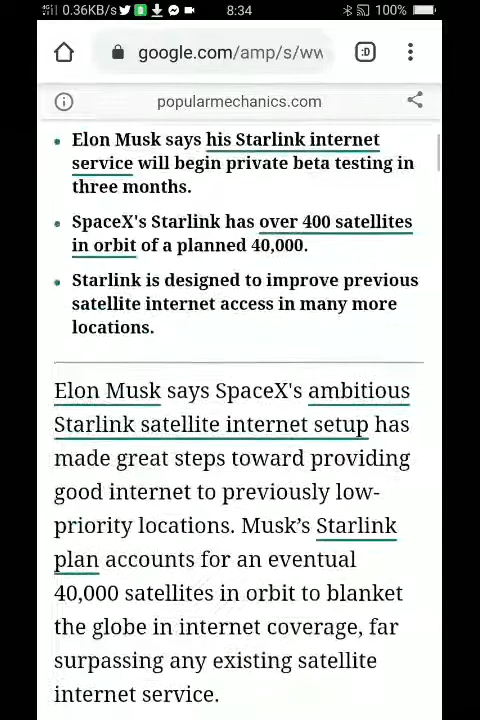 0.36KB/s 8:34 100%
google.com/amp/s/ww
:D
popularmechanics.com
Elon Musk says his Starlink internet
service will begin private beta testing in
three months.
SpaceX's Starlink has over 400 satellites
in orbit of a planned 40,000.
Starlink is designed to improve previous
satellite internet access in many more
locations.
Elon Musk says SpaceX's ambitious
Starlink satellite internet setup has
made great steps toward providing
good internet to previously low-
priority locations. Musk’s Starlink
plan accounts for an eventual
40,000 satellites in orbit to blanket
the globe in internet coverage, far
surpassing any existing satellite
internet service.